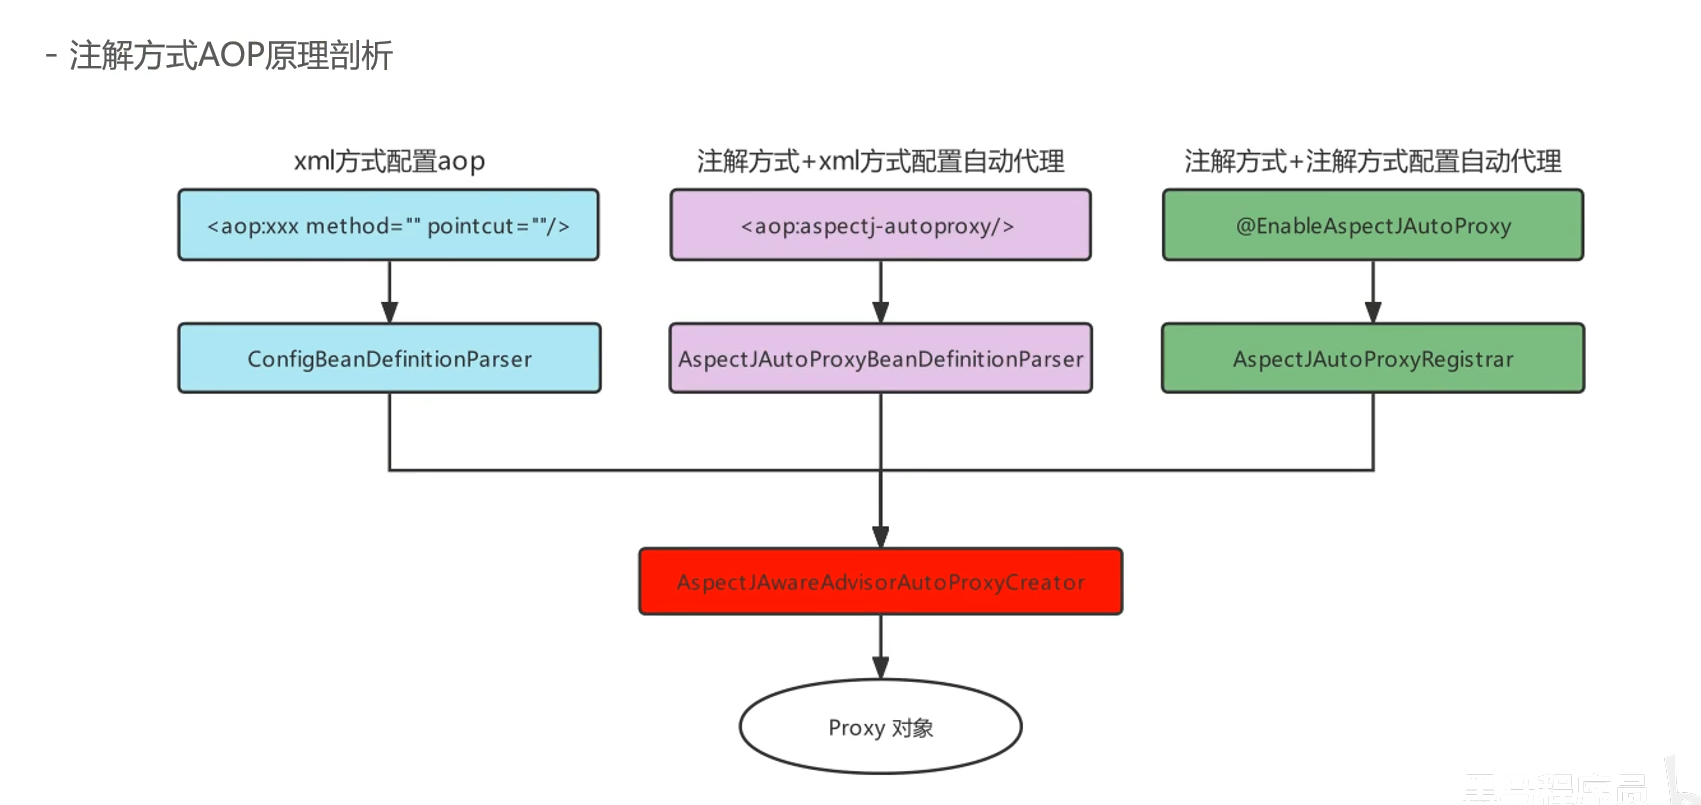 - 注解方式AOP原理剖析
xml方式配置aop
注解方式+xml方式配置自动代理
注解方式+注解方式配置自动代理
<aop:xxx method="" pointcut=""/>
<aop:aspectj-autoproxy/>
@EnableAspectJAutoProxy
ConfigBeanDefinitionParser
AspectJAutoProxyBeanDefinitionParser
AspectJAutoProxyRegistrar
AspectJAwareAdvisorAutoProxyCreator
Proxy 对象